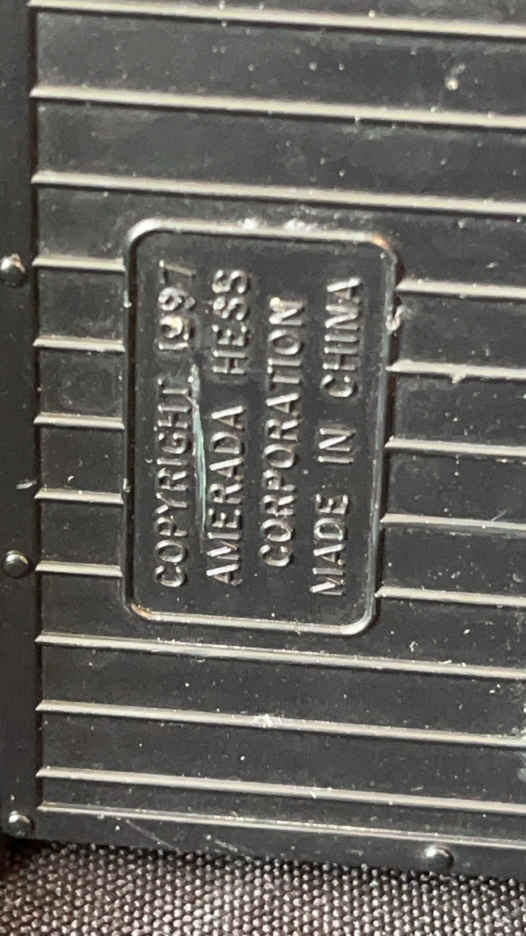 COPYRIGHT 1997
AMERADA HESS
CORPORATION
MADE IN CHINA